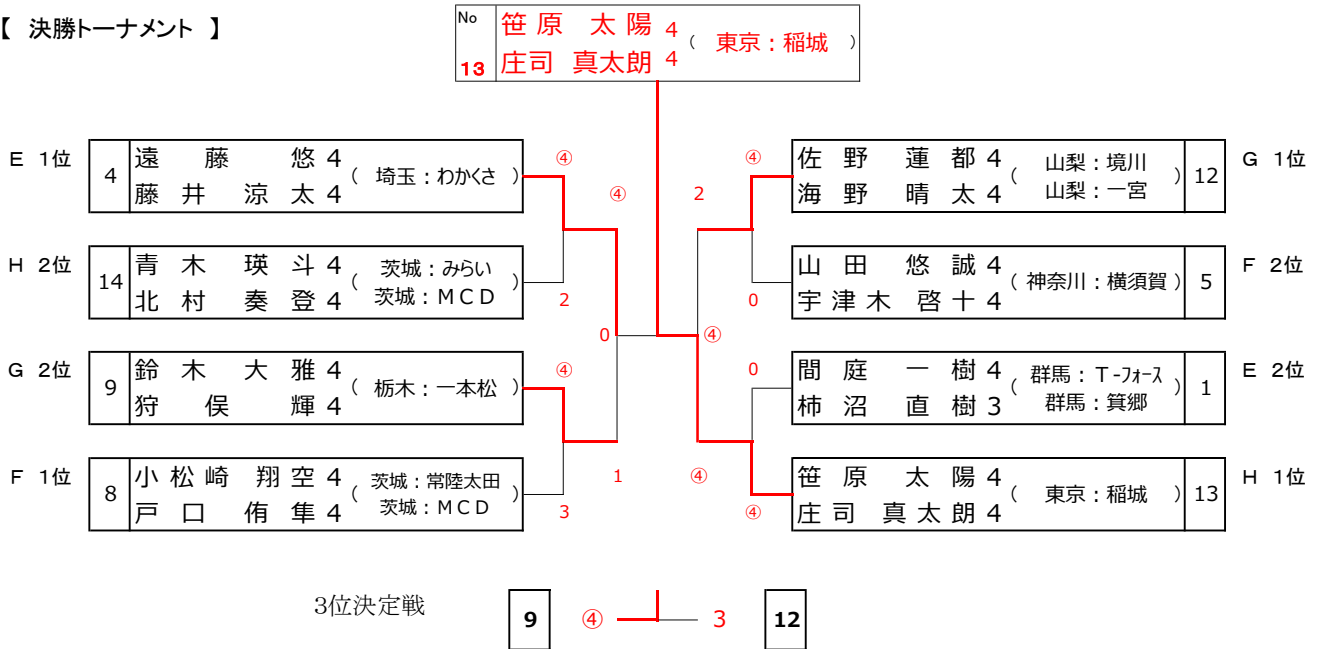 【 決勝トーナメント 】
No
13
笹原 太陽 4
庄司 真太朗 4
( 東京：稲城 )
E 1位
4
遠藤 悠 4
藤井 涼太 4
( 埼玉：わかくさ )
④
④
2
④
佐野 蓮都 4
海野 晴太 4
( 山梨：境川
山梨：一宮 )
12
G 1位
H 2位
14
青木 瑛斗 4
北村 奏登 4
( 茨城：みらい
茨城：MCD )
2
0
山田 悠誠 4
宇津木 啓十 4
( 神奈川：横須賀 )
5
F 2位
0
④
G 2位
9
鈴木 大雅 4
狩俣 輝 4
( 栃木：一本松 )
④
0
間庭 一樹 4
柿沼 直樹 3
( 群馬：T-フォース
群馬：箕郷 )
1
E 2位
F 1位
8
小松崎 翔空 4
戸口 侑隼 4
( 茨城：常陸太田
茨城：MCD )
3
1
④
④
笹原 太陽 4
庄司 真太朗 4
( 東京：稲城 )
13
H 1位
3位決定戦
9
④
3
12